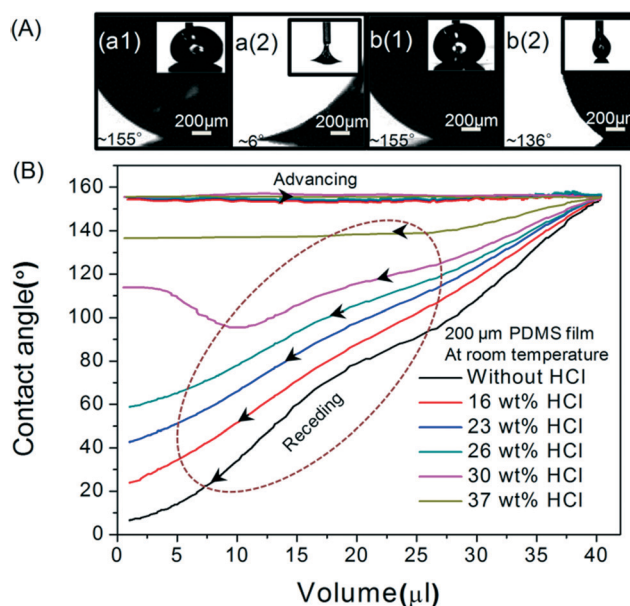 (A)
(a1)
a(2)
b(1)
b(2)
200μm
200μm
200μm
200μm
~155°
~6°
~155°
~136°
(B)
Advancing
160
140
120
100
80
60
40
20
0
Contact angle(°)
200 μm PDMS film
At room temperature
Without HCl
16 wt% HCl
23 wt% HCl
26 wt% HCl
30 wt% HCl
37 wt% HCl
Receding
0 5 10 15 20 25 30 35 40
Volume(μl)